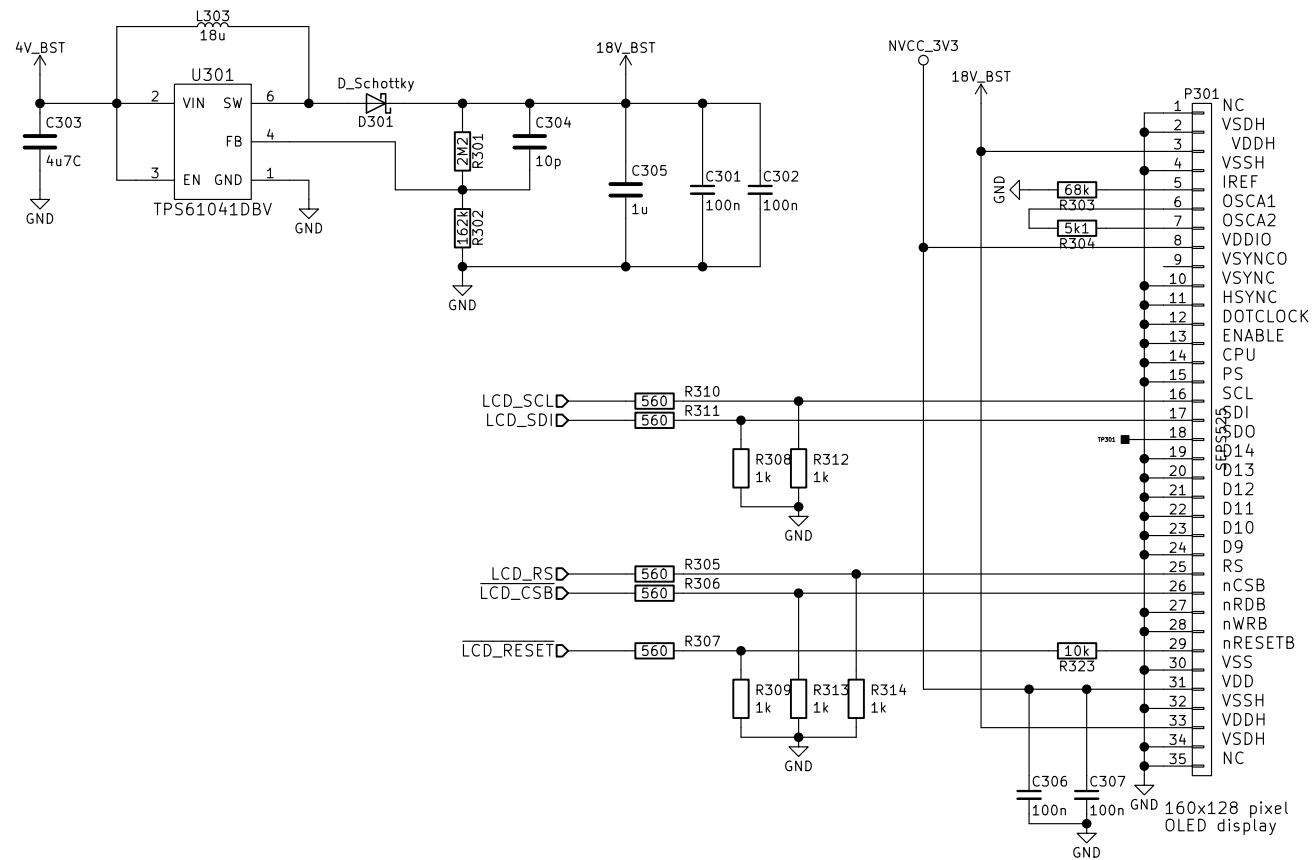 L303
18u
4V_BST
U301
2 VIN SW 6
FB 4
3 EN GND 1
TPS61041DBV
C303
4u7C
GND
GND
D_Schottky
D301
2M2
R301
162k
R302
C304
10p
GND
18V_BST
C305
1u
C301
100n
C302
100n
NVCC_3V3
18V_BST
P301
1 NC
2 VSDH
3 VDDH
4 VSSH
5 IREF
6 OSCA1
7 OSCA2
8 VDDIO
9 VSYNCO
10 VSYNC
11 HSYNC
12 DOTCLOCK
13 ENABLE
14 CPU
15 PS
16 SCL
17 SDI
18 SDO
19 D14
20 D13
21 D12
22 D11
23 D10
24 D9
25 RS
26 nCSB
27 nRDB
28 nWRB
29 nRESETB
30 VSS
31 VDD
32 VSSH
33 VDDH
34 VSDH
35 NC
SEPS525
GND
68k
R303
5k1
R304
TP301
LCD_SCL
560
R310
LCD_SDI
560
R311
R308
1k
R312
1k
GND
LCD_RS
560
R305
LCD_CSB
560
R306
LCD_RESET
560
R307
10k
R323
R309
1k
R313
1k
R314
1k
GND
C306
100n
C307
100n
GND
GND
160x128 pixel
OLED display